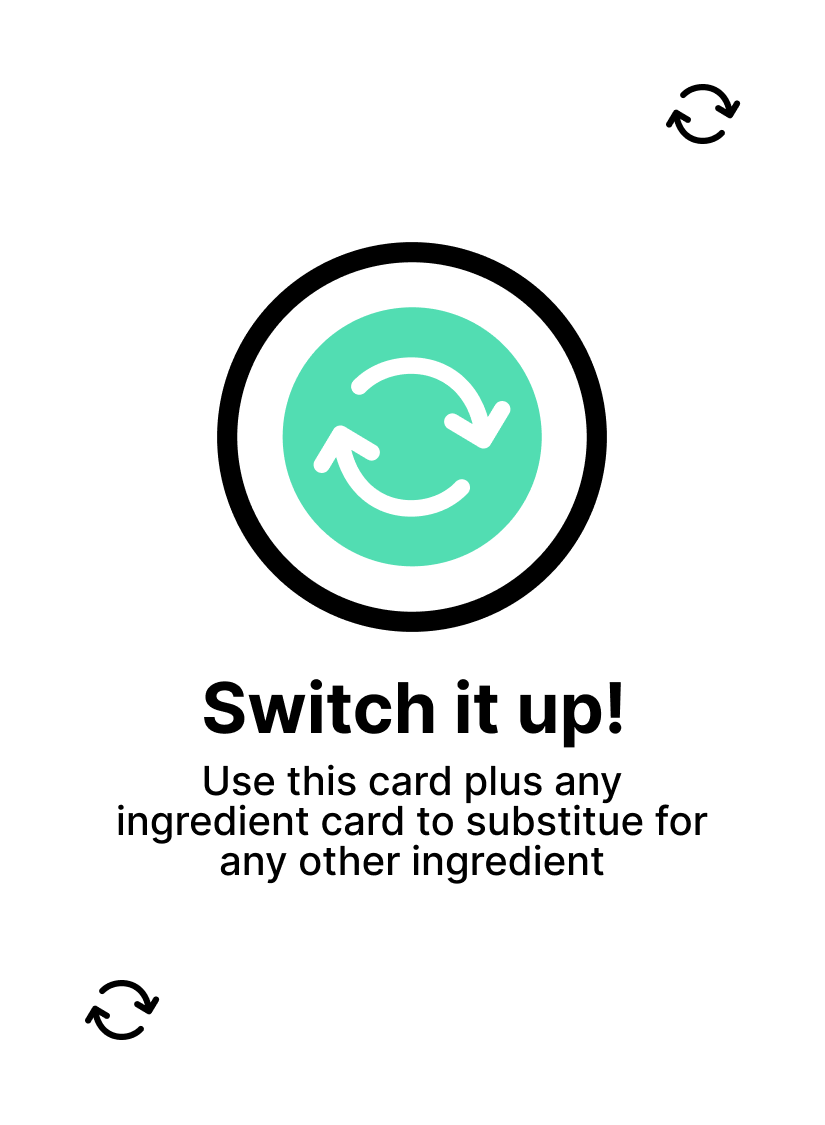 Switch it up!
Use this card plus any
ingredient card to substitue for
any other ingredient